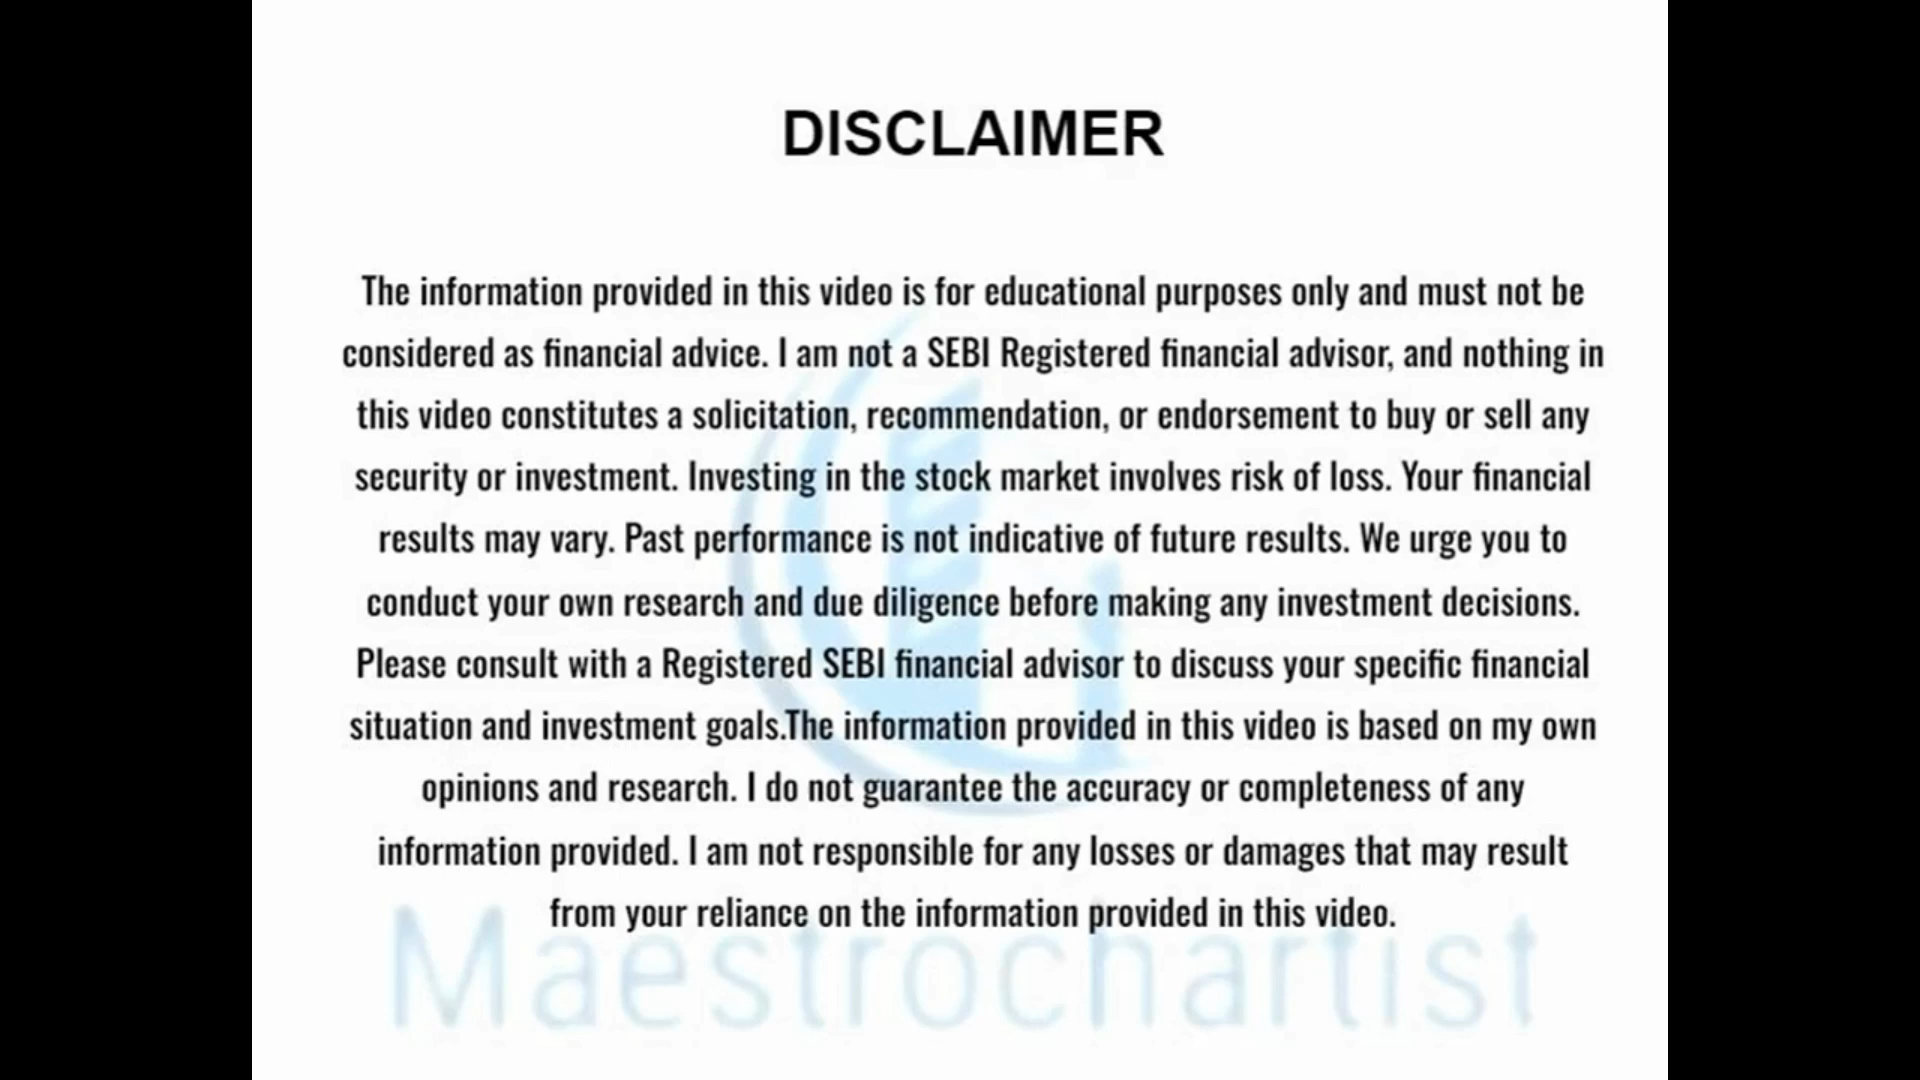 DISCLAIMER
The information provided in this video is for educational purposes only and must not be
considered as financial advice. I am not a SEBI Registered financial advisor, and nothing in
this video constitutes a solicitation, recommendation, or endorsement to buy or sell any
security or investment. Investing in the stock market involves risk of loss. Your financial
results may vary. Past performance is not indicative of future results. We urge you to
conduct your own research and due diligence before making any investment decisions.
Please consult with a Registered SEBI financial advisor to discuss your specific financial
situation and investment goals.The information provided in this video is based on my own
opinions and research. I do not guarantee the accuracy or completeness of any
information provided. I am not responsible for any losses or damages that may result
from your reliance on the information provided in this video.
Maestrochartist